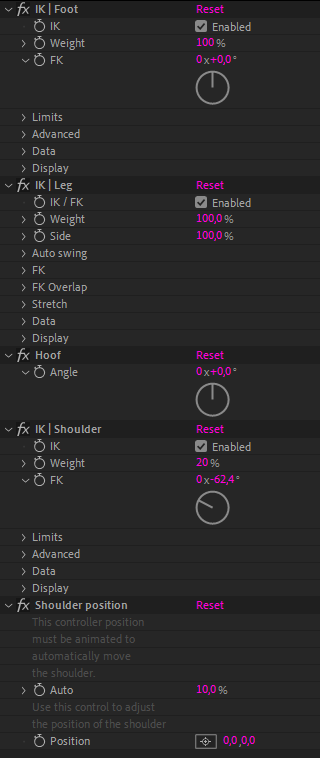 fx IK | Foot Reset
IK Enabled
Weight 100 %
FK 0 x+0,0°
Limits
Advanced
Data
Display
fx IK | Leg Reset
IK / FK Enabled
Weight 100,0 %
Side 100,0 %
Auto swing
FK
FK Overlap
Stretch
Data
Display
fx Hoof Reset
Angle 0 x+0,0°
fx IK | Shoulder Reset
IK Enabled
Weight 20 %
FK 0 x-62,4°
Limits
Advanced
Data
Display
fx Shoulder position Reset
This controller position
must be animated to
automatically move
the shoulder.
Auto 10,0 %
Use this control to adjust
the position of the shoulder
Position 0,0,0,0